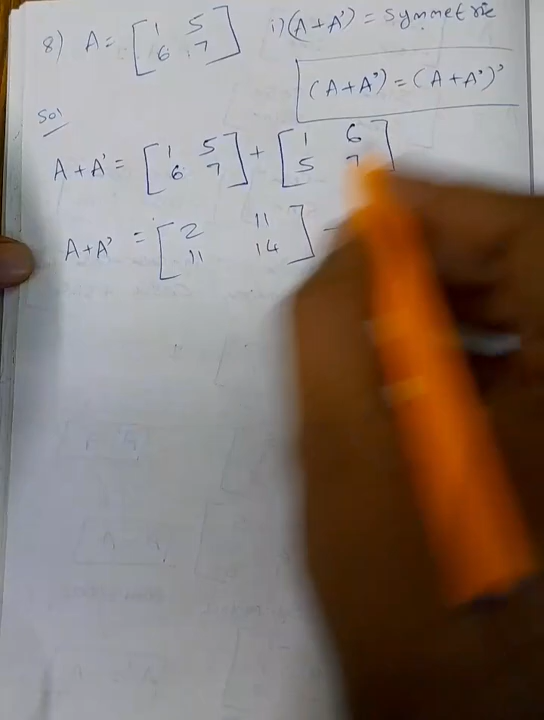 8) A = [1 5 6 7] i) (A+A') = Symmetric
(A+A') = (A+A')'
Sol
A+A' = [1 5 6 7] + [1 6 5 7]
A+A' = [2 11 11 14] -